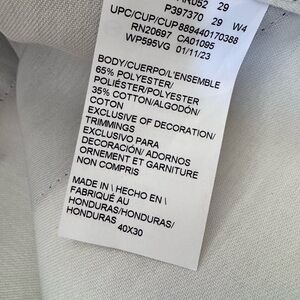 052 29
P397370 29 W4
UPC/CUP/CUP689440170388
RN20697 CA01095
WP595VG 01/11/23
BODY/CUERPO/L'ENSEMBLE
65% POLYESTER/
POLIÉSTER/POLYESTER
35% COTTON/ALGODÓN/
COTON
EXCLUSIVE OF DECORATION/
TRIMMINGS
EXCLUSIVO PARA
DECORACIÓN/ ADORNOS
ORNEMENT ET GARNITURE
NON COMPRIS
MADE IN \ HECHO EN \
FABRIQUÉ AU
HONDURAS/HONDURAS/
HONDURAS
40X30